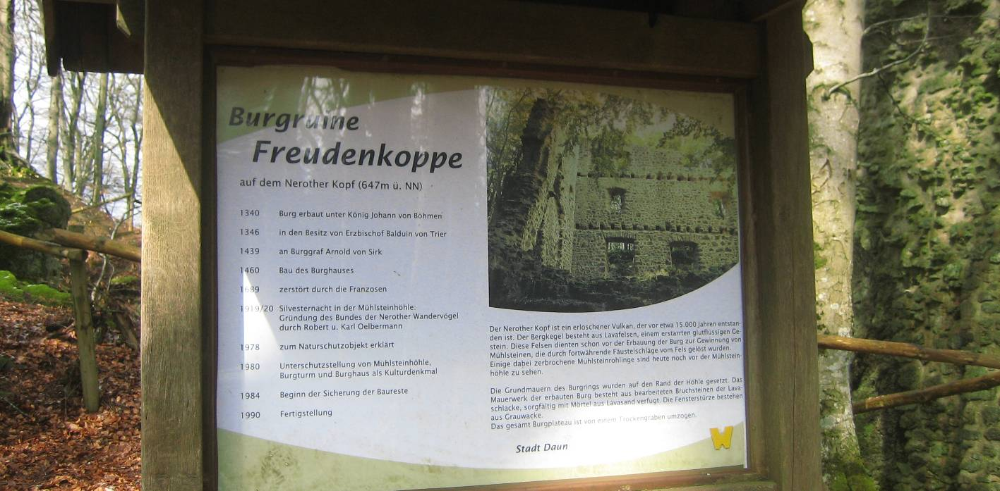 Burgruine
Freudenkoppe
auf dem Nerother Kopf (647m ü. NN)
1340 Burg erbaut unter König Johann von Böhmen
1346 in den Besitz von Erzbischof Balduin von Trier
1439 an Burggraf Arnold von Sirk
1460 Bau des Burghauses
1689 zerstört durch die Franzosen
1919/20 Silvesternacht in der Mühlsteinhöhle:
Gründung des Bundes der Nerother Wandervögel
durch Robert u. Karl Oelbermann
1978 zum Naturschutzobjekt erklärt
1980 Unterschutzstellung von Mühlsteinhöhle,
Burgturm und Burghaus als Kulturdenkmal
1984 Beginn der Sicherung der Baureste
1990 Fertigstellung
Der Nerother Kopf ist ein erloschener Vulkan, der vor etwa 15.000 Jahren entstan-
den ist. Der Bergkegel besteht aus Lavafelsen, einem erstarrten glutflüssigen Ge-
stein. Diese Felsen dienten schon vor der Erbauung der Burg zur Gewinnung von
Mühlsteinen, die durch fortwährende Fäustelschläge vom Fels gelöst wurden.
Einige dabei zerbrochene Mühlsteinrohlinge sind heute noch vor der Mühlstein-
höhle zu sehen.
Die Grundmauern des Burgrings wurden auf den Rand der Höhle gesetzt. Das
Mauerwerk der erbauten Burg besteht aus bearbeiteten Bruchsteinen der Lava-
schlacke, sorgfältig mit Mörtel aus Lavasand verfugt. Die Fensterstürze bestehen
aus Grauwacke.
Das gesamt Burgplateau ist von einem Trockengraben umzogen.
Stadt Daun
W